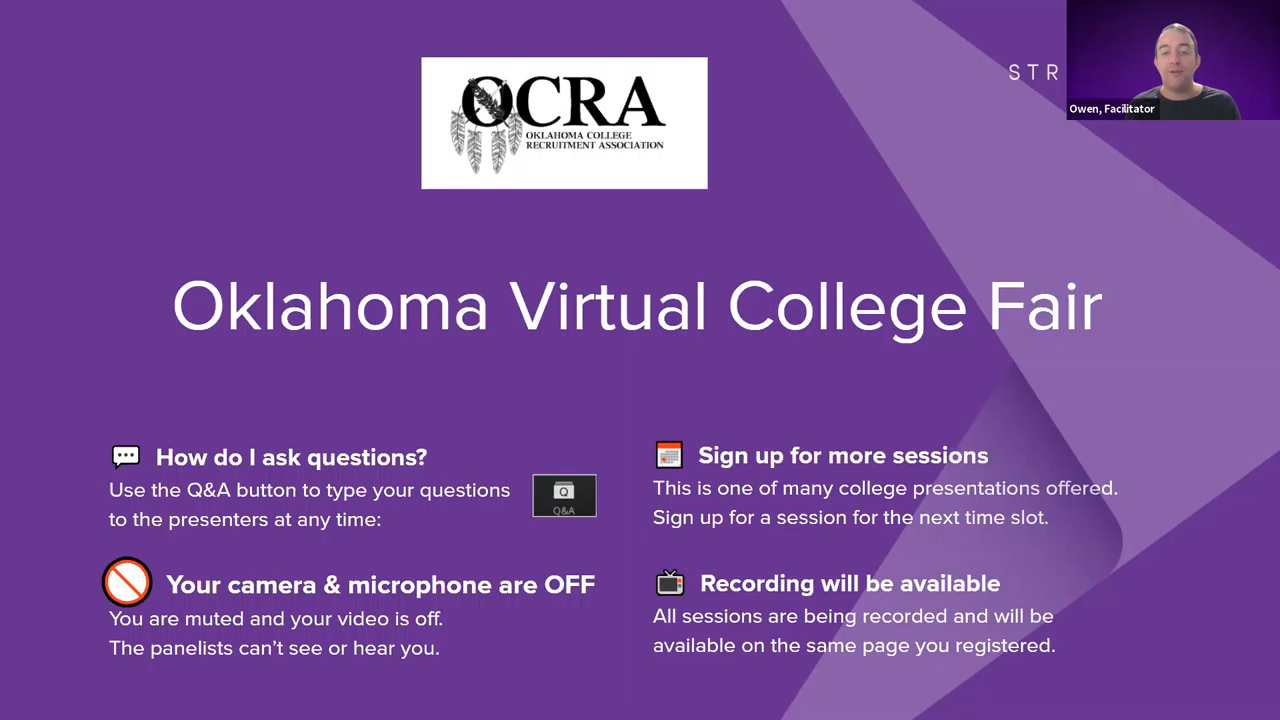 OCRA
OKLAHOMA COLLEGE
RECRUITMENT ASSOCIATION
STR
Owen, Facilitator
Oklahoma Virtual College Fair
How do I ask questions?
Use the Q&A button to type your questions
to the presenters at any time:
Q
Q&A
Your camera & microphone are OFF
You are muted and your video is off.
The panelists can’t see or hear you.
Sign up for more sessions
This is one of many college presentations offered.
Sign up for a session for the next time slot.
Recording will be available
All sessions are being recorded and will be
available on the same page you registered.